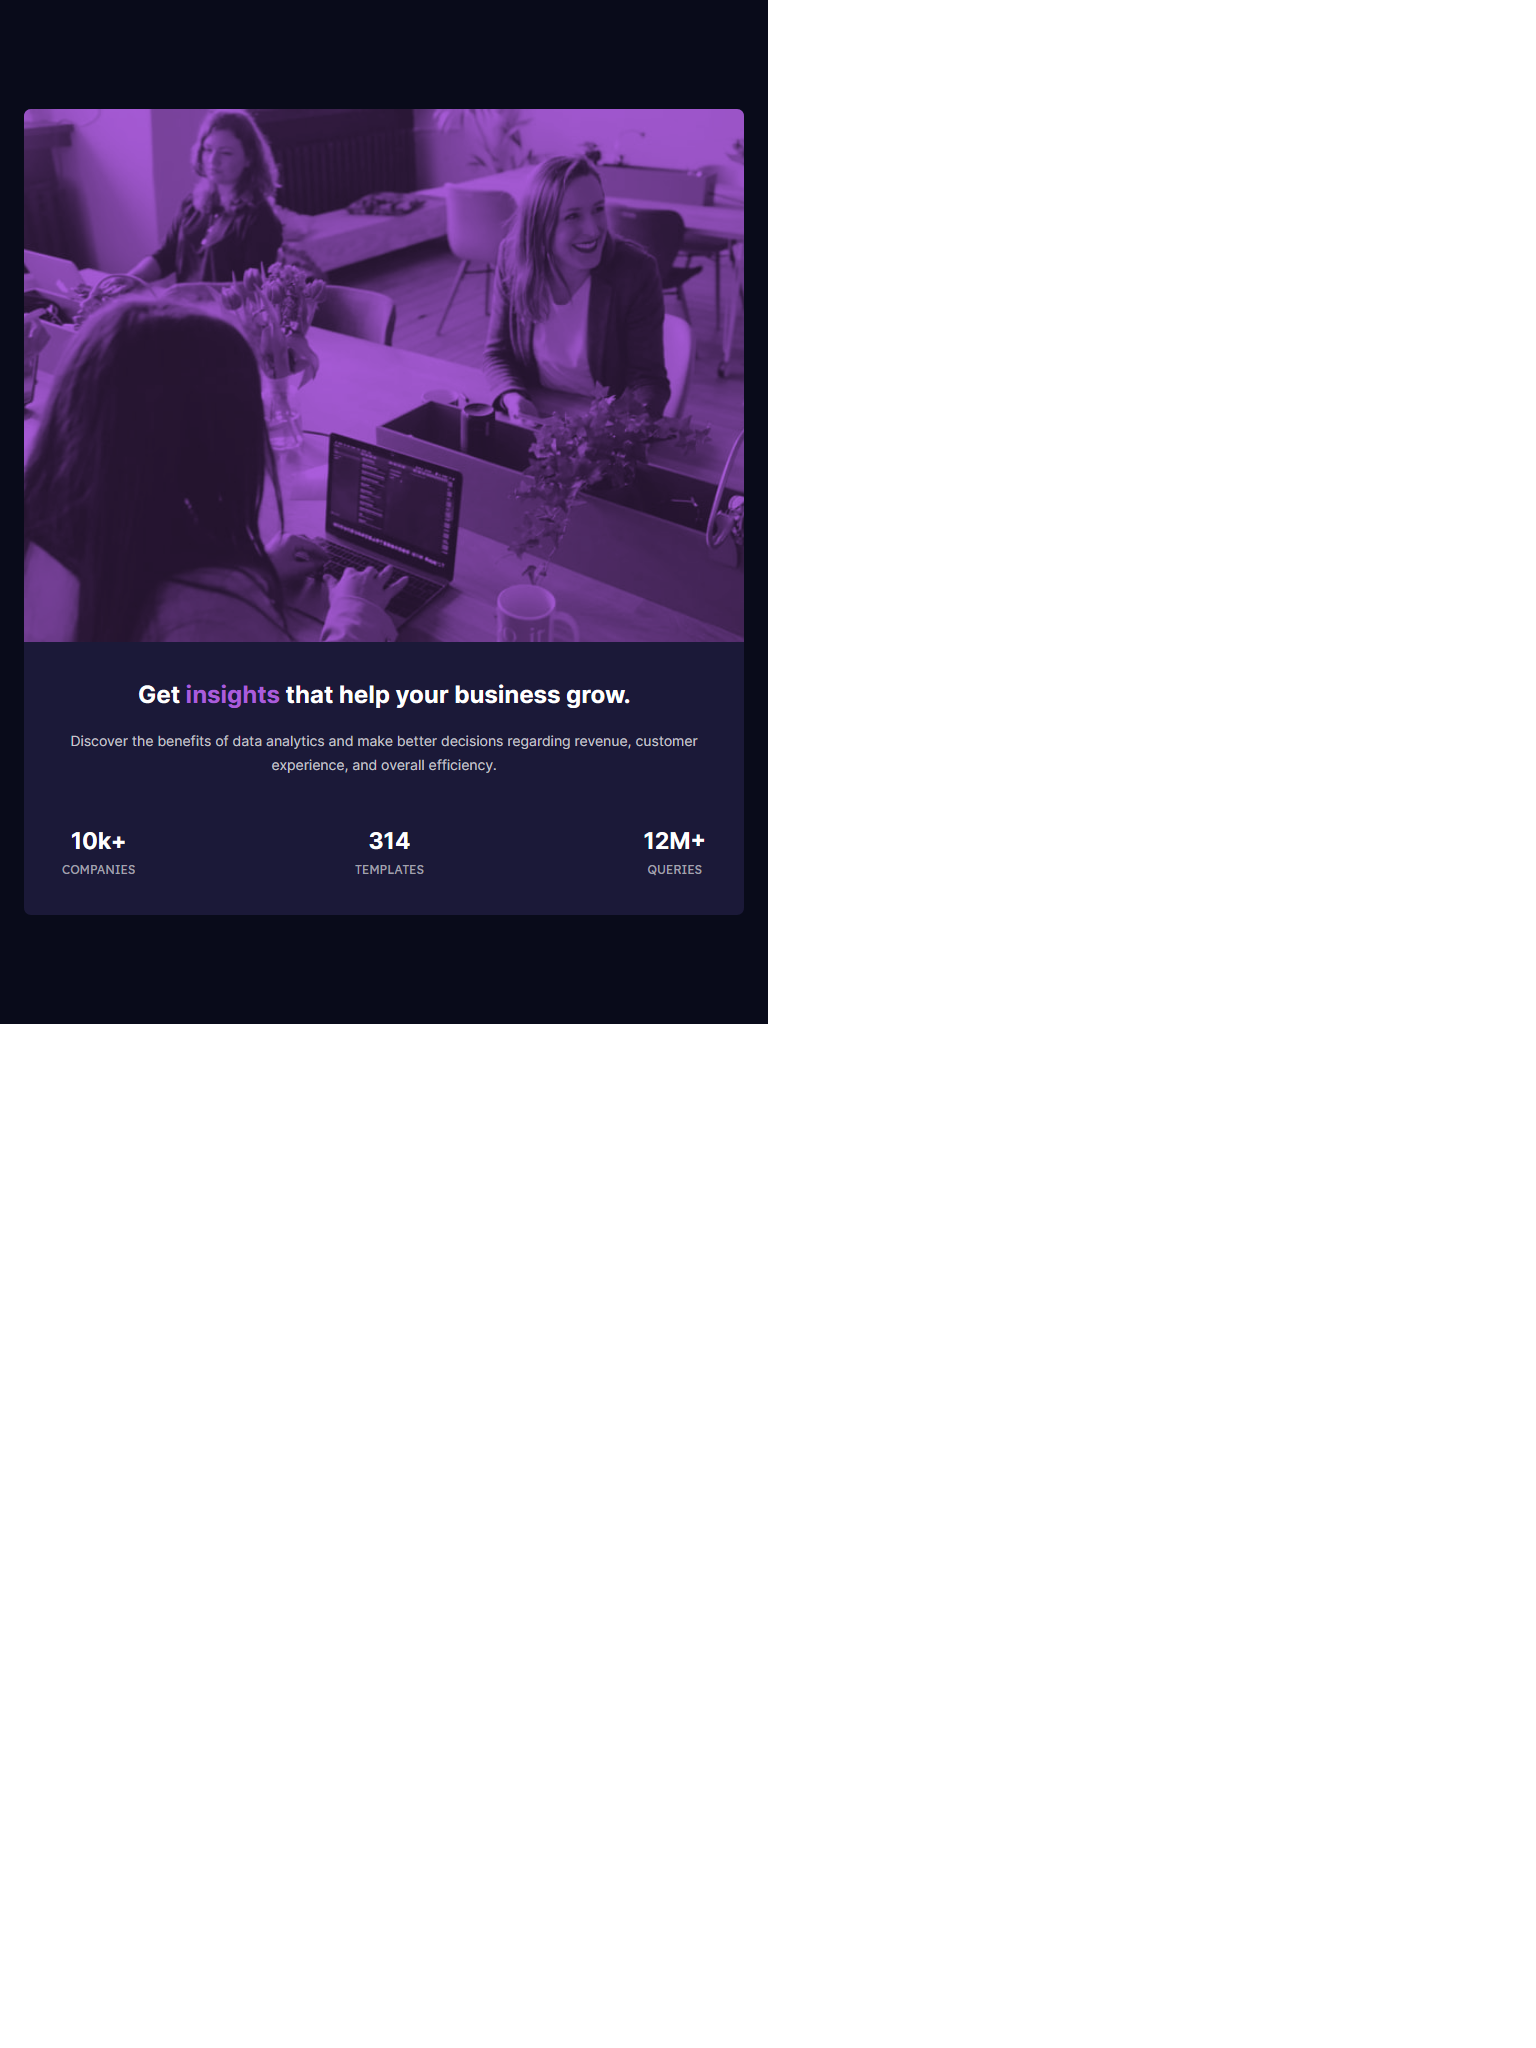 Get insights that help your business grow.
Discover the benefits of data analytics and make better decisions regarding revenue, customer
experience, and overall efficiency.
10k+ 314 12M+
COMPANIES TEMPLATES QUERIES